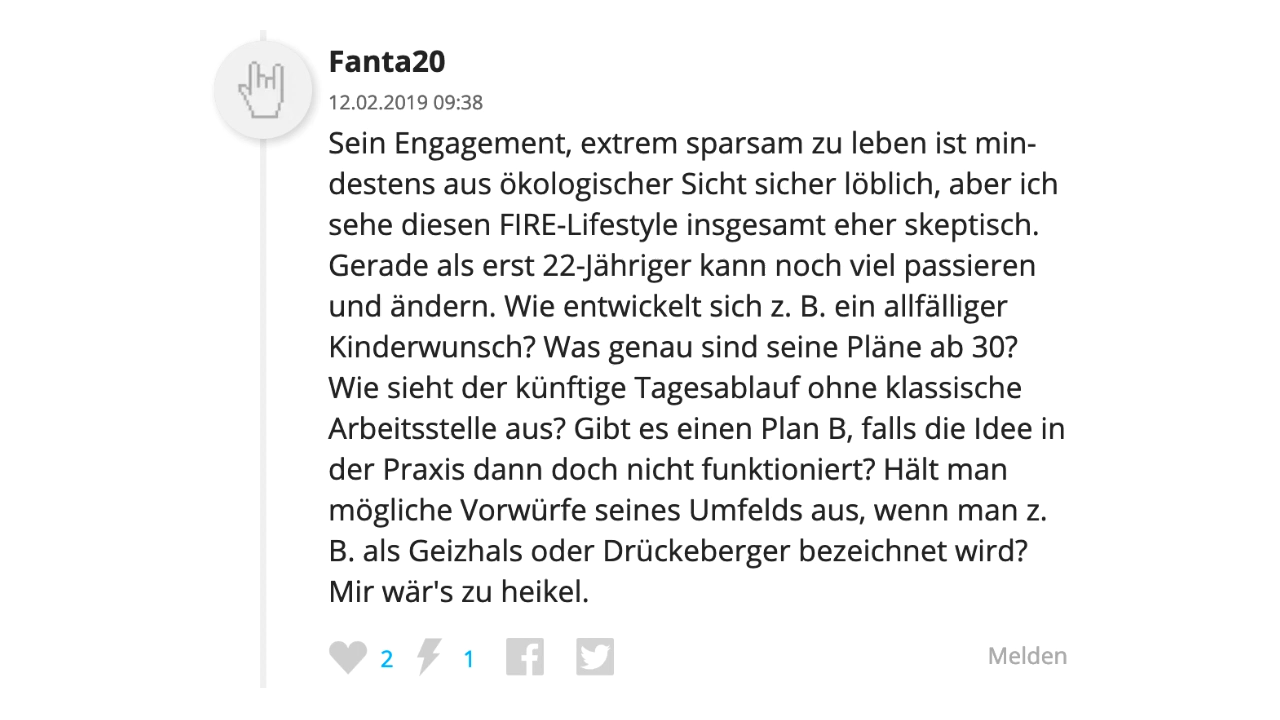 Fanta20
12.02.2019 09:38
Sein Engagement, extrem sparsam zu leben ist min-
destens aus ökologischer Sicht sicher löblich, aber ich
sehe diesen FIRE-Lifestyle insgesamt eher skeptisch.
Gerade als erst 22-Jähriger kann noch viel passieren
und ändern. Wie entwickelt sich z. B. ein allfälliger
Kinderwunsch? Was genau sind seine Pläne ab 30?
Wie sieht der künftige Tagesablauf ohne klassische
Arbeitsstelle aus? Gibt es einen Plan B, falls die Idee in
der Praxis dann doch nicht funktioniert? Hält man
mögliche Vorwürfe seines Umfelds aus, wenn man z.
B. als Geizhals oder Drückeberger bezeichnet wird?
Mir wär's zu heikel.
2 1 Melden